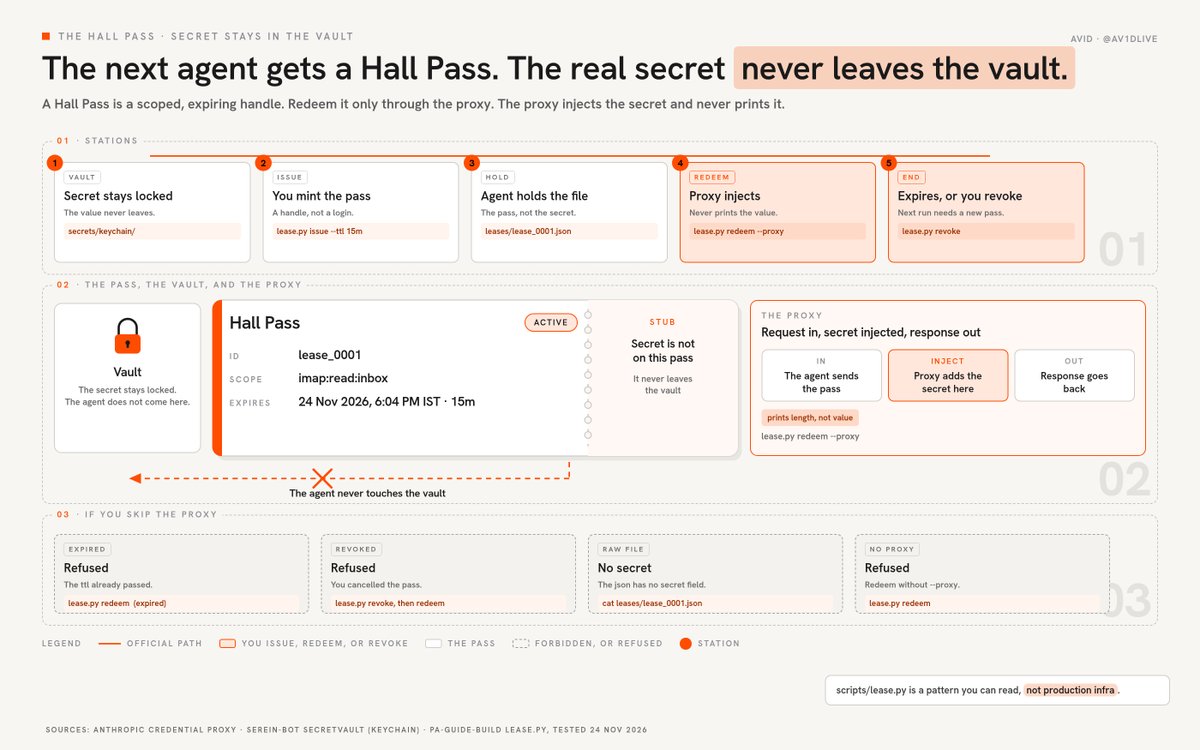 THE HALL PASS · SECRET STAYS IN THE VAULT
AVID · @AV1DLIVE
The next agent gets a Hall Pass. The real secret never leaves the vault.
A Hall Pass is a scoped, expiring handle. Redeem it only through the proxy. The proxy injects the secret and never prints it.
01 · STATIONS
1
VAULT
Secret stays locked
The value never leaves.
secrets/keychain/
2
ISSUE
You mint the pass
A handle, not a login.
lease.py issue --ttl 15m
3
HOLD
Agent holds the file
The pass, not the secret.
leases/lease_0001.json
4
REDEEM
Proxy injects
Never prints the value.
lease.py redeem --proxy
5
END
Expires, or you revoke
Next run needs a new pass.
lease.py revoke
01
02 · THE PASS, THE VAULT, AND THE PROXY
Vault
The secret stays locked.
The agent does not come here.
Hall Pass
ACTIVE
ID lease_0001
SCOPE imap:read:inbox
EXPIRES 24 Nov 2026, 6:04 PM IST · 15m
STUB
Secret is not
on this pass
It never leaves
the vault
THE PROXY
Request in, secret injected, response out
IN
The agent sends
the pass
INJECT
Proxy adds the
secret here
OUT
Response goes
back
prints length, not value
lease.py redeem --proxy
The agent never touches the vault
02
03 · IF YOU SKIP THE PROXY
EXPIRED
Refused
The ttl already passed.
lease.py redeem (expired)
REVOKED
Refused
You cancelled the pass.
lease.py revoke, then redeem
RAW FILE
No secret
The json has no secret field.
cat leases/lease_0001.json
NO PROXY
Refused
Redeem without --proxy.
lease.py redeem
03
LEGEND OFFICIAL PATH YOU ISSUE, REDEEM, OR REVOKE THE PASS FORBIDDEN, OR REFUSED STATION
scripts/lease.py is a pattern you can read, not production infra.
SOURCES: ANTHROPIC CREDENTIAL PROXY · SEREIN-BOT SECRETVAULT (KEYCHAIN) · PA-GUIDE-BUILD LEASE.PY, TESTED 24 NOV 2026